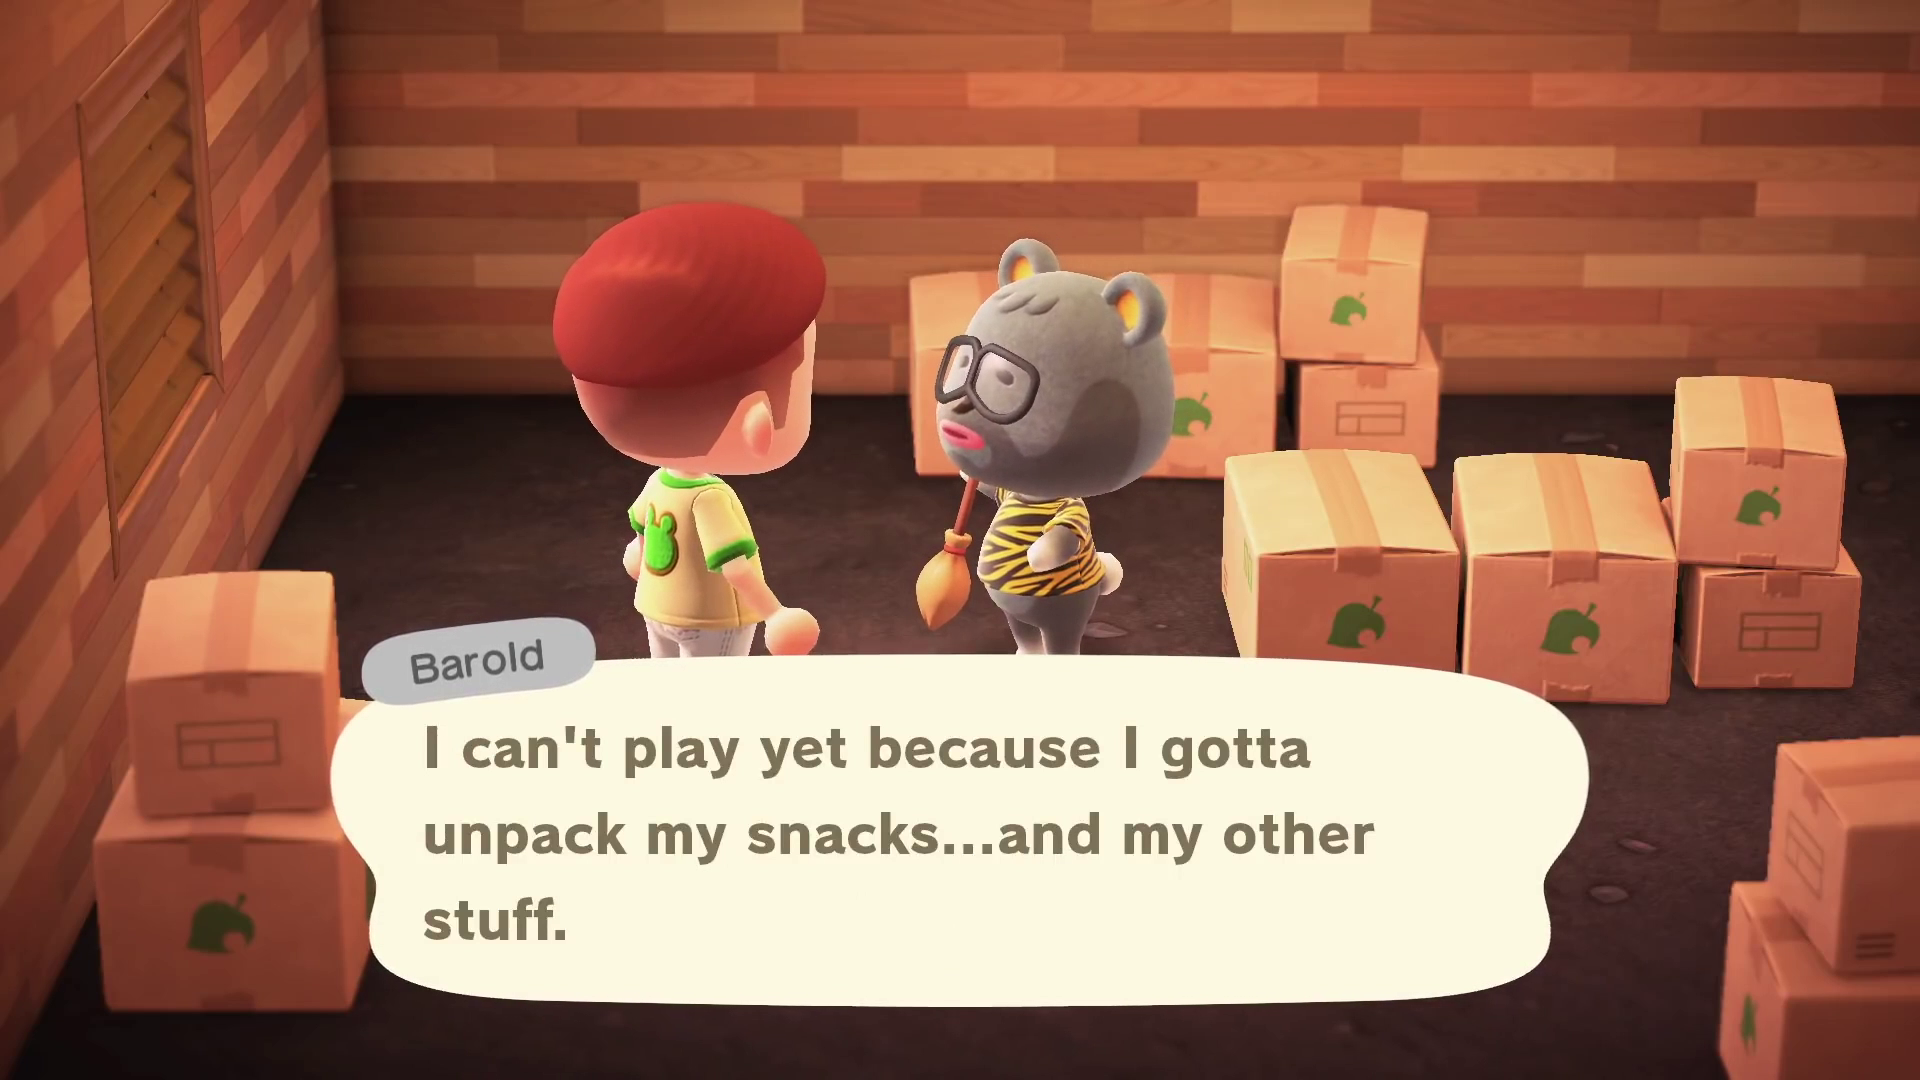 Barold
I can't play yet because I gotta
unpack my snacks...and my other
stuff.